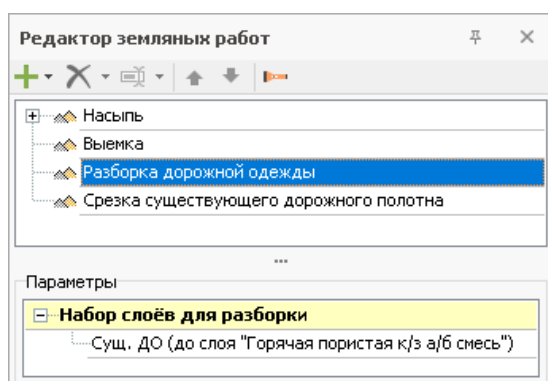 Редактор земляных работ
Насыпь
Выемка
Разборка дорожной одежды
Срезка существующего дорожного полотна
Параметры
Набор слоёв для разборки
Сущ. ДО (до слоя "Горячая пористая к/з а/б смесь")